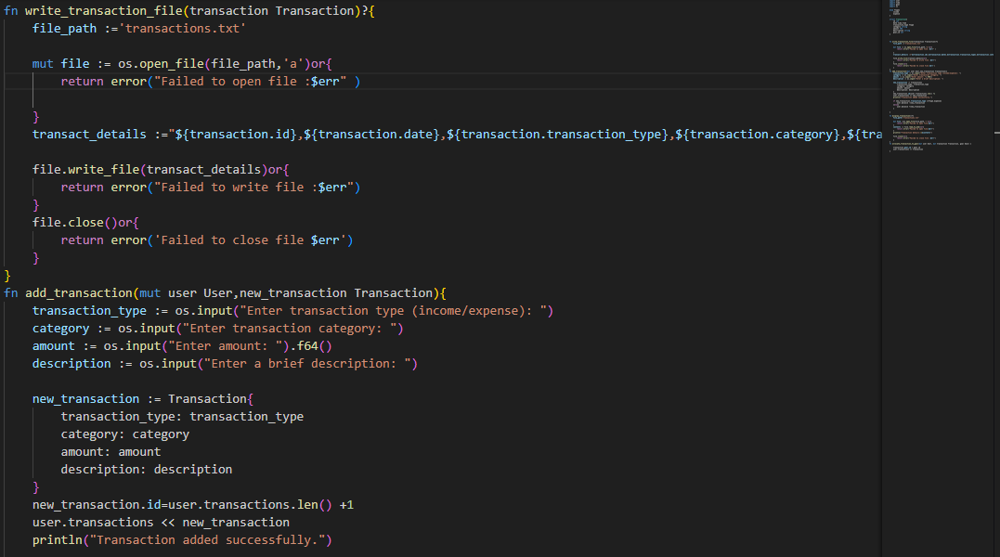 fn write_transaction_file(transaction Transaction)?{
    file_path :='transactions.txt'
    mut file := os.open_file(file_path,'a')or{
        return error("Failed to open file :$err" )
    }
    transact_details :="${transaction.id},${transaction.date},${transaction.transaction_type},${transaction.category},${tra
    file.write_file(transact_details)or{
        return error("Failed to write file :$err")
    }
    file.close()or{
        return error('Failed to close file $err')
    }
}
fn add_transaction(mut user User,new_transaction Transaction){
    transaction_type := os.input("Enter transaction type (income/expense): ")
    category := os.input("Enter transaction category: ")
    amount := os.input("Enter amount: ").f64()
    description := os.input("Enter a brief description: ")
    new_transaction := Transaction{
        transaction_type: transaction_type
        category: category
        amount: amount
        description: description
    }
    new_transaction.id=user.transactions.len() +1
    user.transactions << new_transaction
    println("Transaction added successfully.")